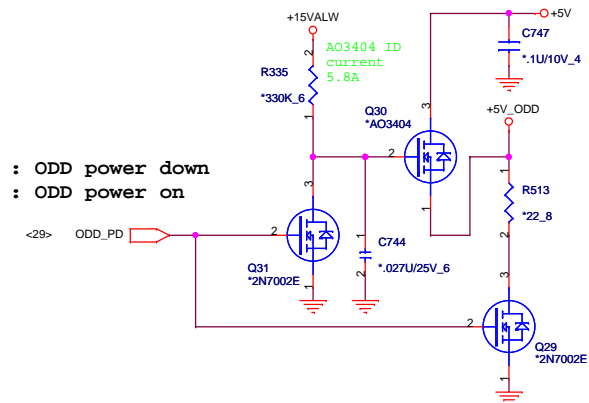 +15VALW
+5V
2
AO3404 ID
current
5.8A
C747
*.1U/10V_4
R335
*330K_6
1
+5V_ODD
Q30
*AO3404
3
2
1
: ODD power down
: ODD power on
R513
*22_8
1
2
<29>
ODD_PD
3
2
1
Q31
*2N7002E
1
2
C744
*.027U/25V_6
3
2
1
Q29
*2N7002E